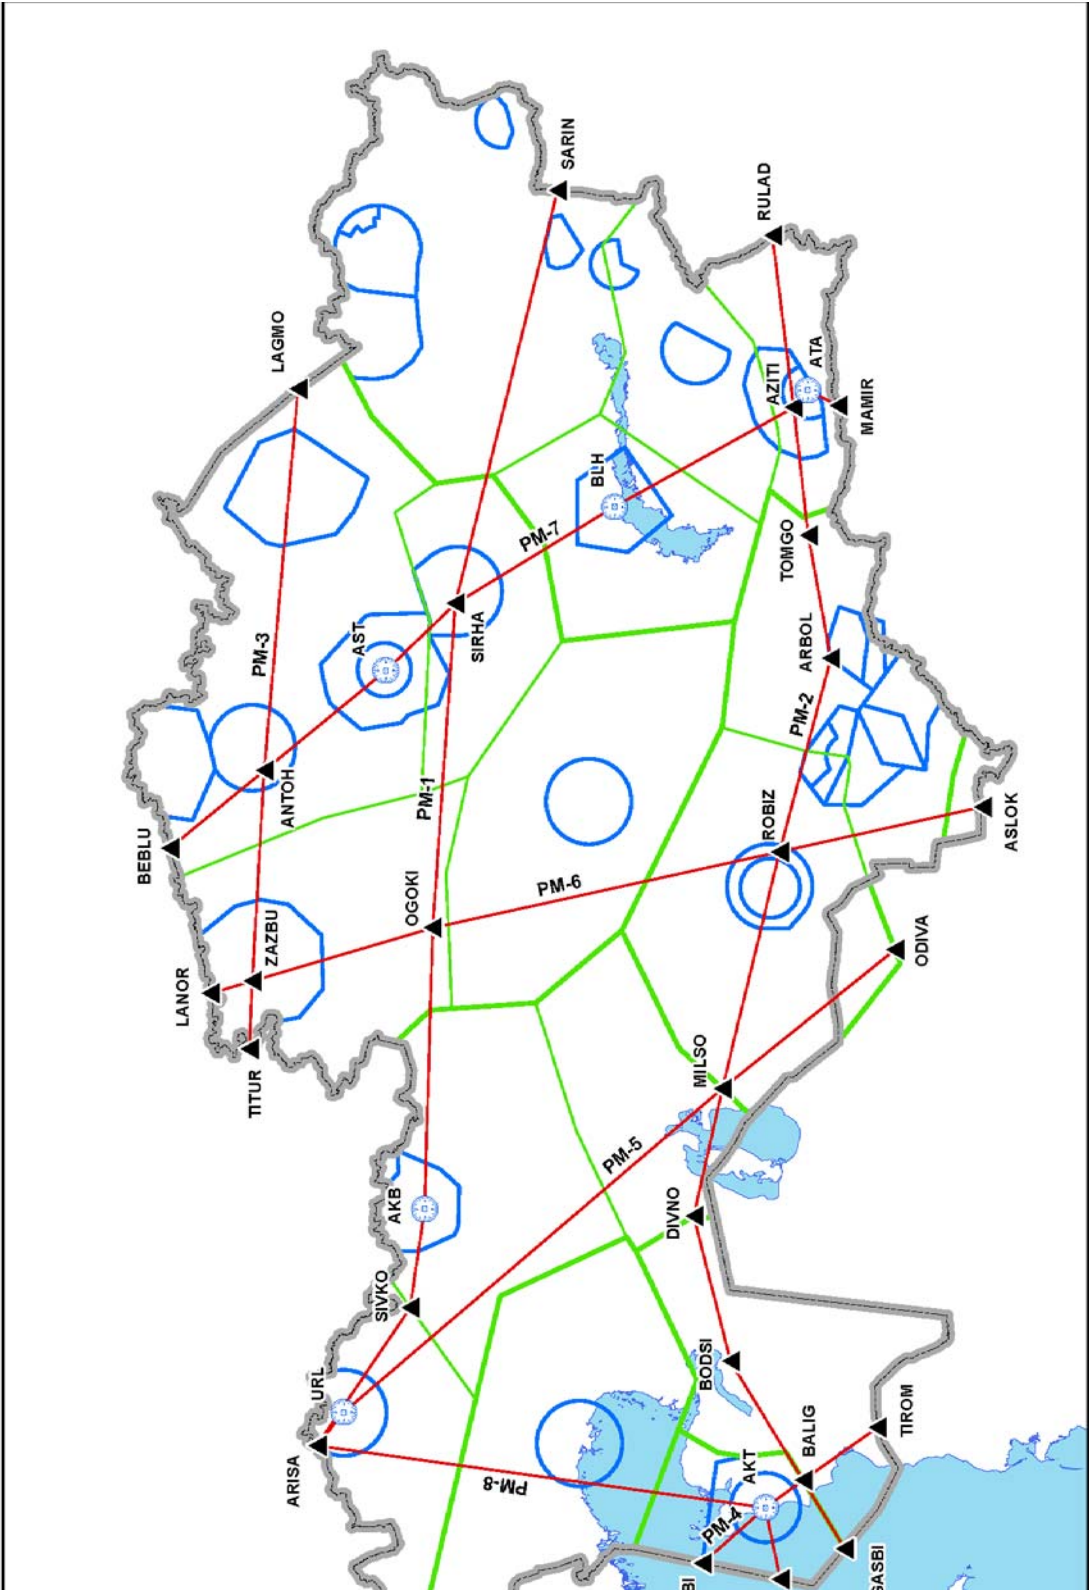 SARIN
RULAD
LAGMO
ATA
AZITI
MAMIR
BLH
PM-7
TOMGO
SIRHA
AST
PM-3
ARBOL
PM-2
ANTOH
PM-1
ROBIZ
BEBLU
ASLOK
PM-6
OGOKI
ZAZBU
ODIVA
LANOR
MILSO
TITUR
PM-5
AKB
DIVNO
SIVKO
BODSI
URL
TIROM
BALIG
ARISA
AKT
PM-8
PM-4
BI
GASBI